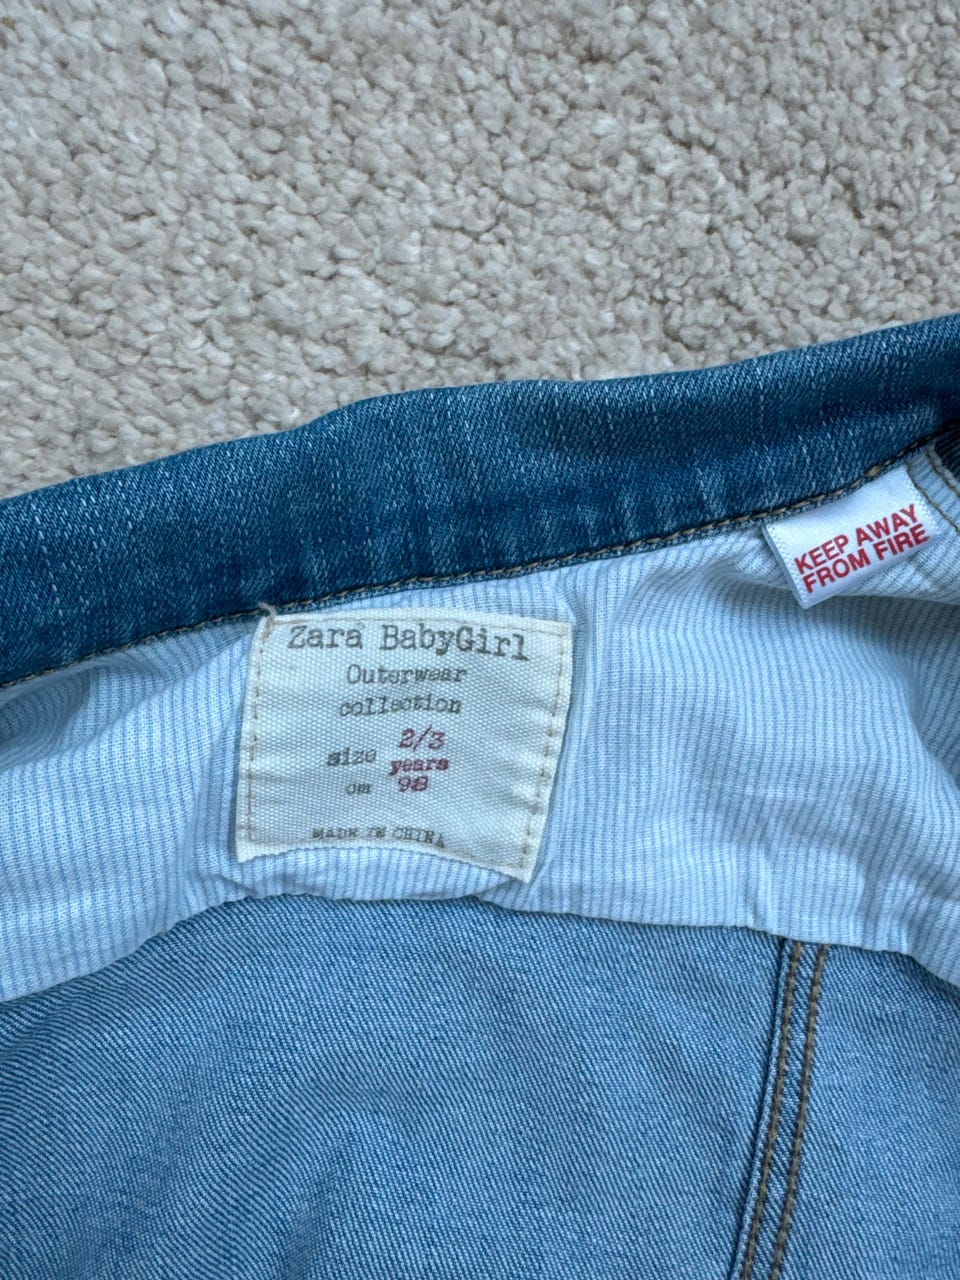 KEEP AWAY
FROM FIRE
Zara BabyGirl
Outerwear
collection
size 2/3
years
cm 98
MADE IN CHINA